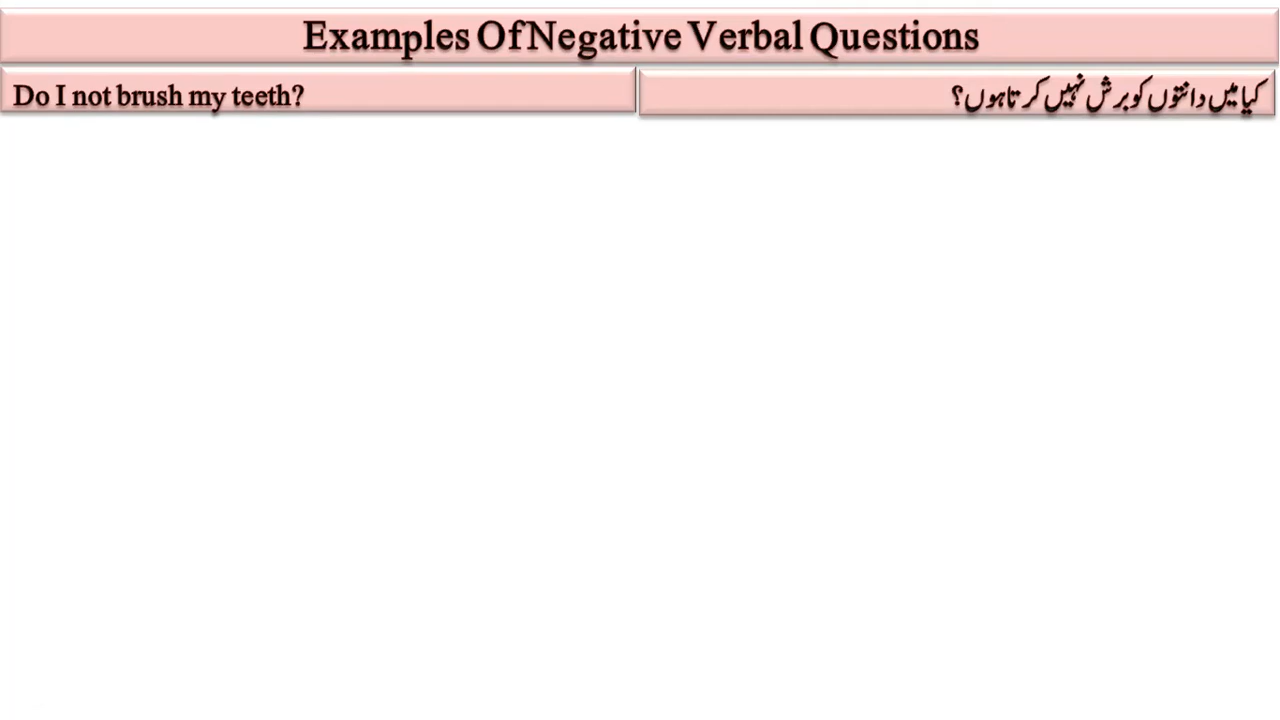 Examples Of Negative Verbal Questions
Do I not brush my teeth?
کیا میں دانتوں کو برش نہیں کرتا ہوں؟